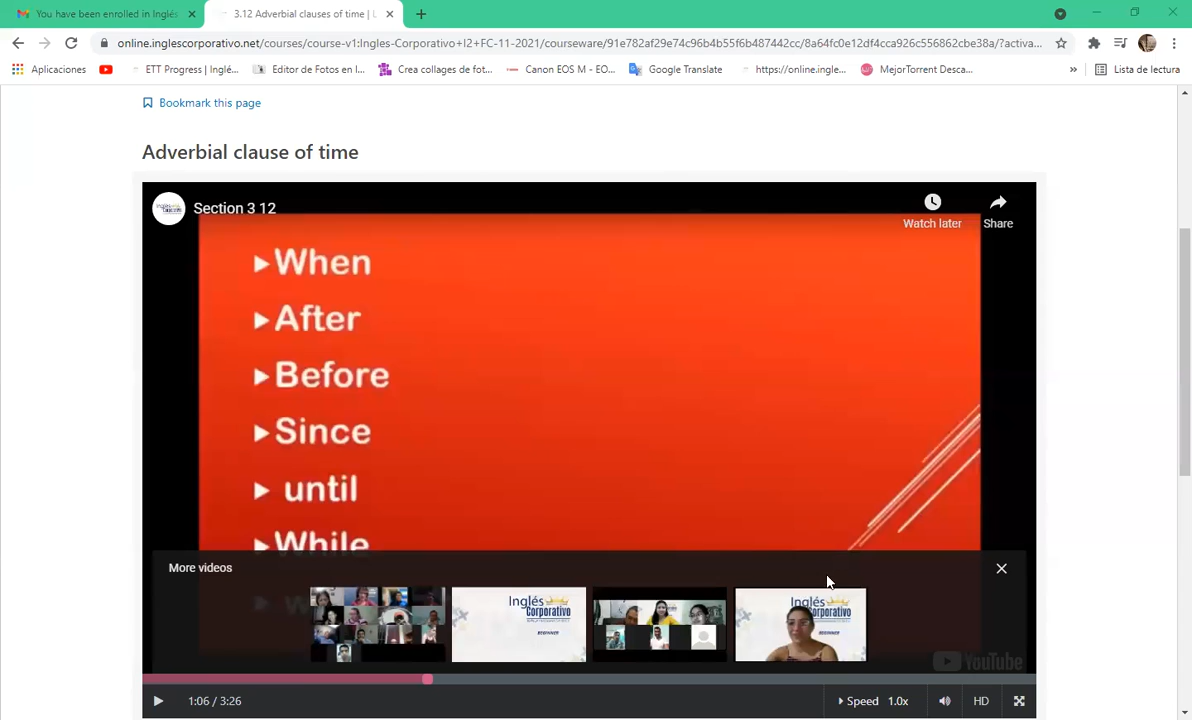 You have been enrolled in Inglés
3.12 Adverbial clauses of time | L
online.inglescorporativo.net/courses/course-v1:Ingles-Corporativo+I2+FC-11-2021/courseware/91e782af29e74c96b4b55f6b487442cc/8a64fc0e12df4cca926c556862cbe38a/?activa...
Aplicaciones
ETT Progress | Inglé...
Editor de Fotos en l...
Crea collages de fot...
Canon EOS M - EO...
Google Translate
https://online.ingle...
MejorTorrent Desca...
»
Lista de lectura
Bookmark this page
Adverbial clause of time
Section 3 12
Watch later
Share
When
After
Before
Since
until
While
More videos
Inglés
Corporativo
BEGINNER
Inglés
Corporativo
BEGINNER
YouTube
1:06 / 3:26
Speed 1.0x
HD